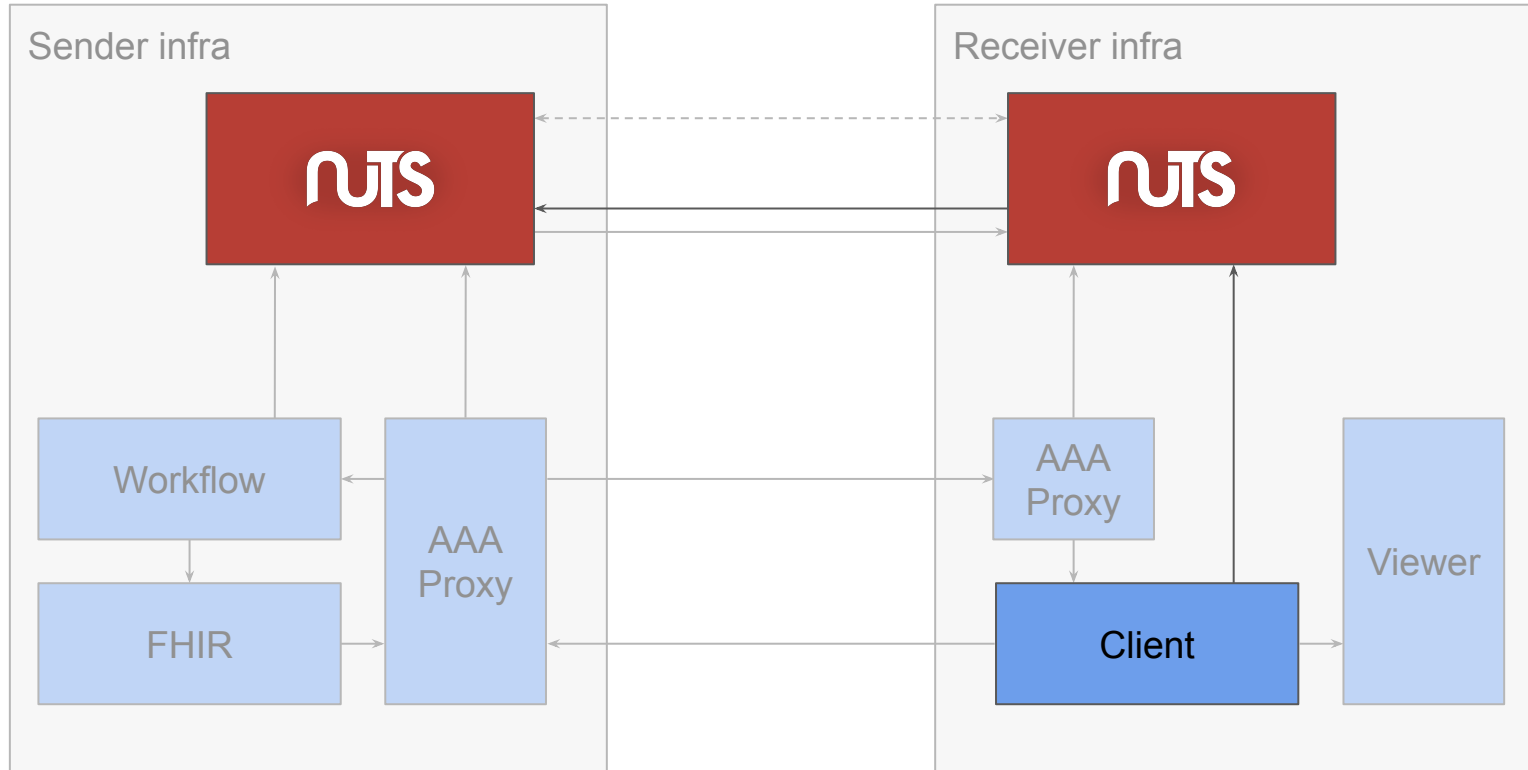 Sender infra
Receiver infra
nuTS
nuTS
Workflow
AAA
Proxy
FHIR
AAA
Proxy
Client
Viewer